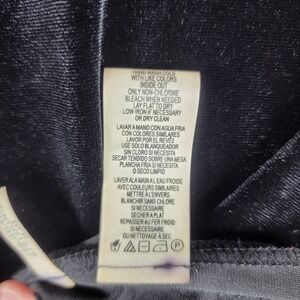 HAND WASH COLD
WITH LIKE COLORS
INSIDE OUT
ONLY NON-CHLORINE
BLEACH WHEN NEEDED
LAY FLAT TO DRY
LOW IRON IF NECESSARY
OR DRY CLEAN
LAVAR A MANO CON AGUA FRIA
CON COLORES SIMILARES
LAVAR POR EL REVÉS
USE SOLO BLANQUEADOR
SIN CLORO SI NECESITA
SECAR TENDIDO SOBRE UNA MESA
PLANCHA FRIA SI NECESITA
O SECO LIMPIO
LAVER À LA MAIN À L'EAU FROIDE
AVEC COULEURS SIMILAIRES
METTRE À L'ENVERS
BLANCHIR SANS CHLORE
SI NECESSAIRE
SECHER A PLAT
REPASSER AU FER FROID
SI NECESSAIRE
OU NETTOYAGE A SEC